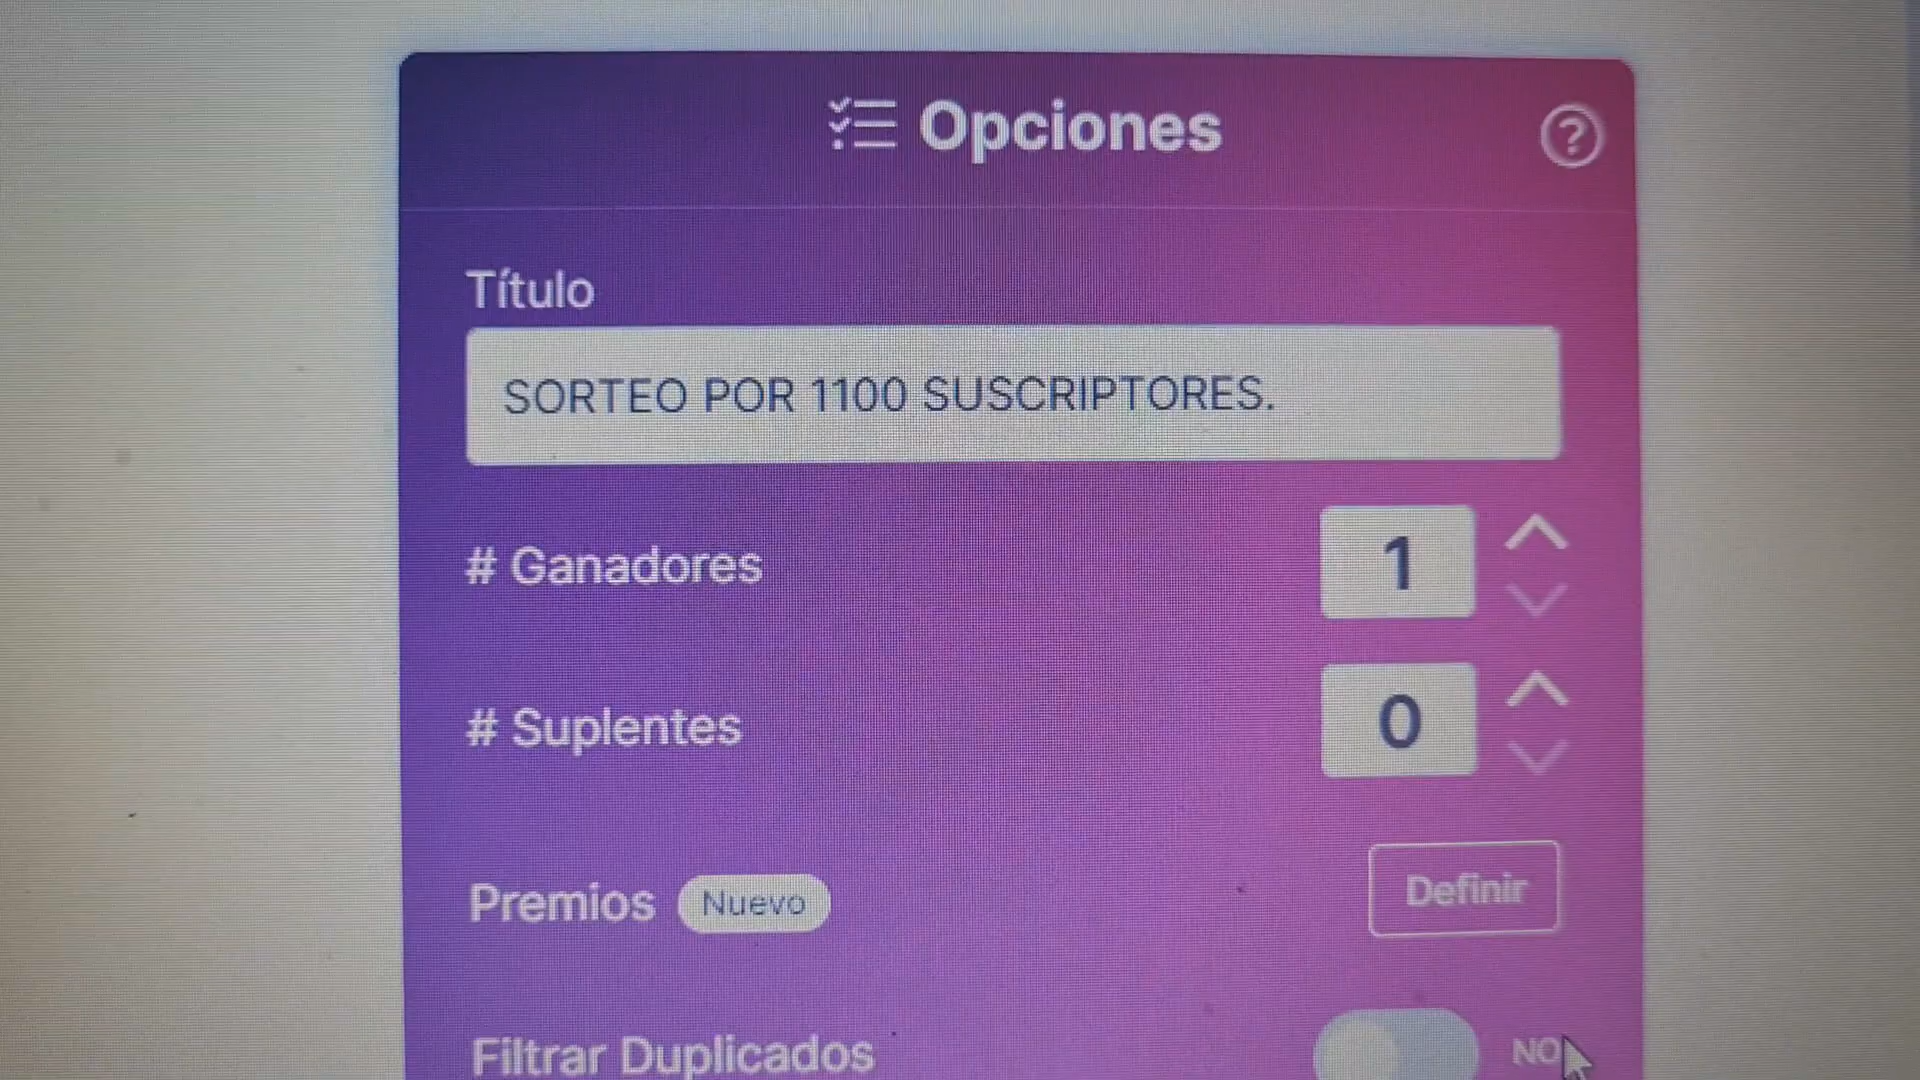 Opciones
Título
SORTEO POR 1100 SUSCRIPTORES.
# Ganadores
1
# Suplentes
0
Premios Nuevo
Definir
Filtrar Duplicados
NO